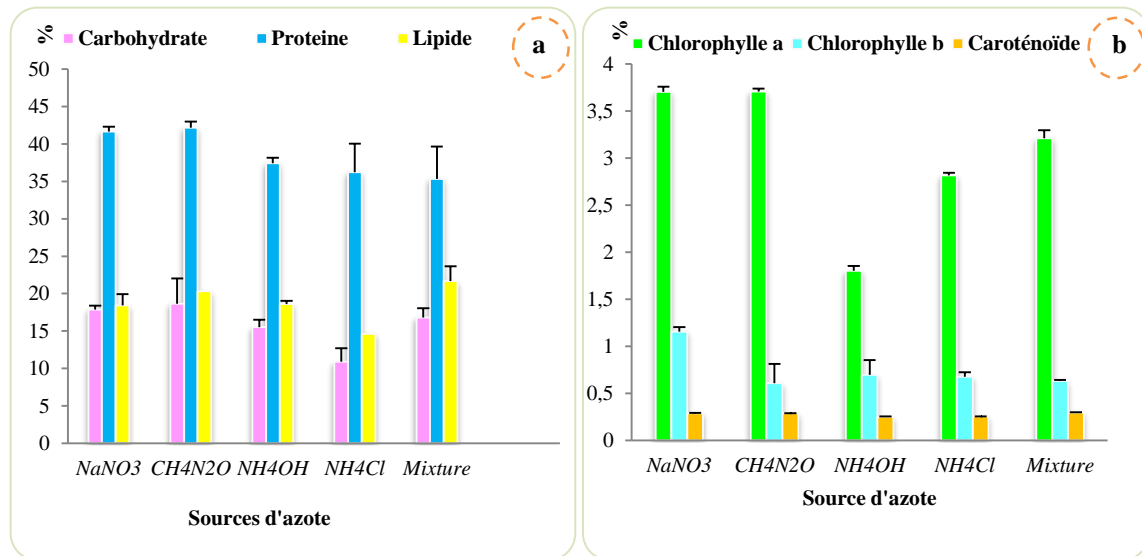 %
Carbohydrate Proteine Lipide
a
50
45
40
35
30
25
20
15
10
5
0
NaNO3 CH4N2O NH4OH NH4Cl Mixture
Sources d'azote
%
Chlorophylle a Chlorophylle b Caroténoïde
b
4
3,5
3
2,5
2
1,5
1
0,5
0
NaNO3 CH4N2O NH4OH NH4Cl Mixture
Source d'azote